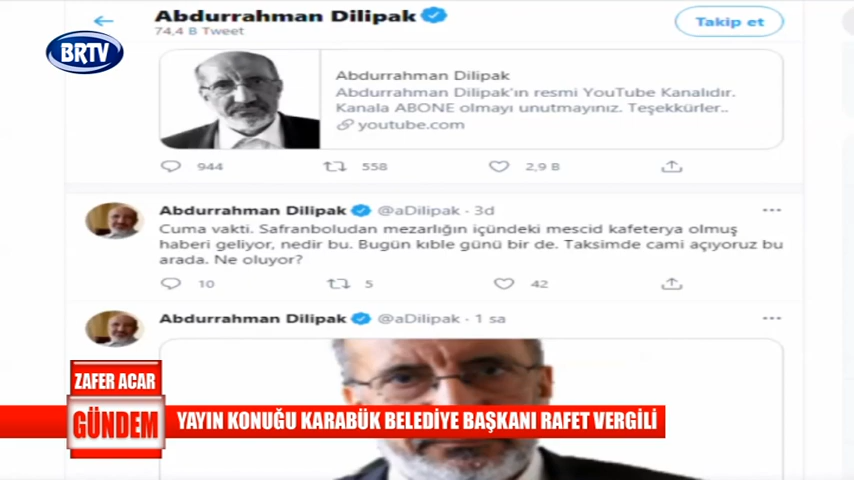 Abdurrahman Dilipak
74,4 B Tweet
Takip et
BRTV
Abdurrahman Dilipak
Abdurrahman Dilipak'ın resmi YouTube Kanalıdır.
Kanala ABONE olmayı unutmayınız. Teşekkürler..
youtube.com
944 558 2,9 B
Abdurrahman Dilipak @aDilipak · 3d
Cuma vakti. Safranboludan mezarlığın içündeki mescid kafeterya olmuş
haberi geliyor, nedir bu. Bugün kıble günü bir de. Taksimde cami açıyoruz bu
arada. Ne oluyor?
10 5 42
Abdurrahman Dilipak @aDilipak · 1 sa
ZAFER ACAR
GÜNDEM
YAYIN KONUĞU KARABÜK BELEDİYE BAŞKANI RAFET VERGİLİ